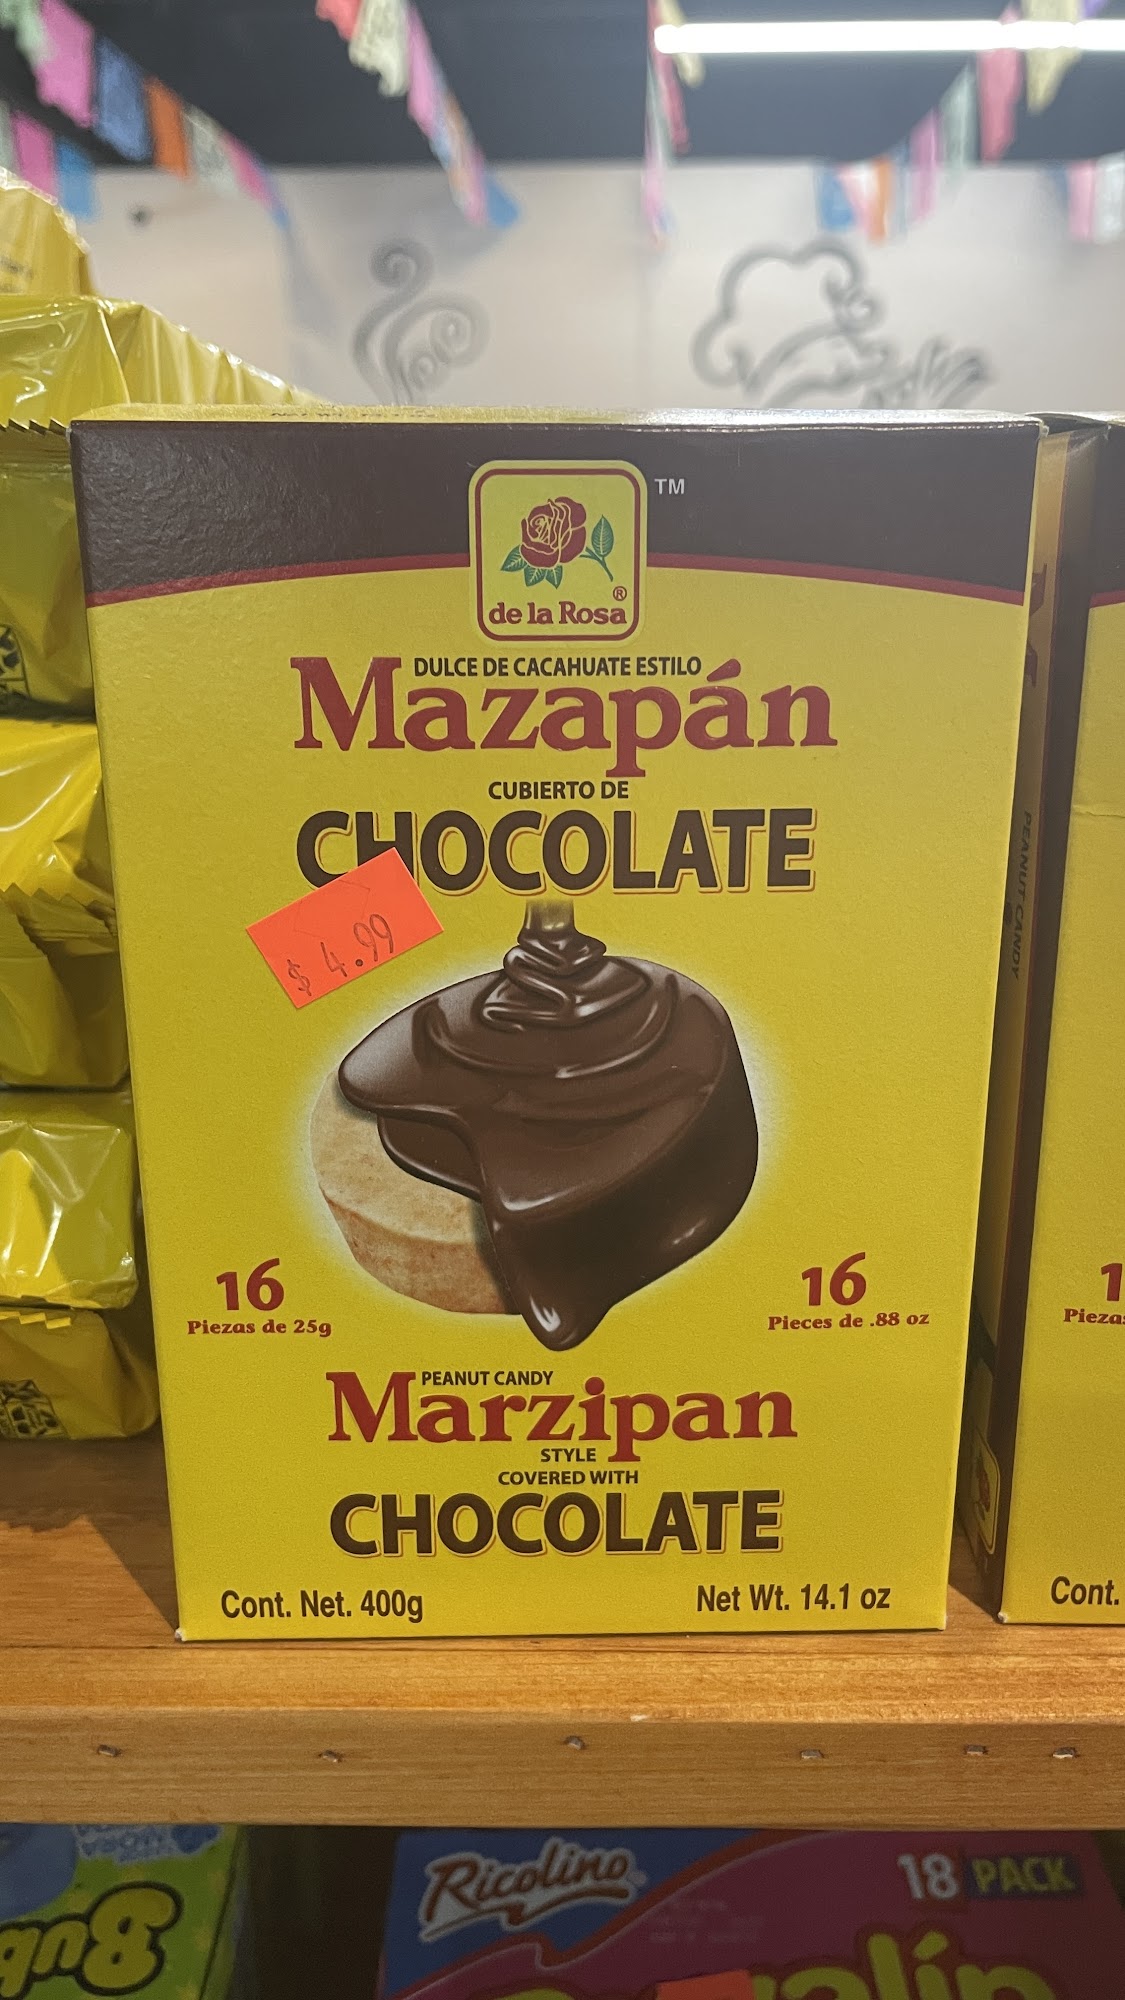 TM
de la Rosa®
DULCE DE CACAHUATE ESTILO
Mazapán
CUBIERTO DE
CHOCOLATE
$ 4.99
16
Piezas de 25g
16
Pieces de .88 oz
PEANUT CANDY
Marzipan
STYLE
COVERED WITH
CHOCOLATE
Cont. Net. 400g
Net Wt. 14.1 oz
PEANUT CANDY
Cont.
Ricolino
18 PACK